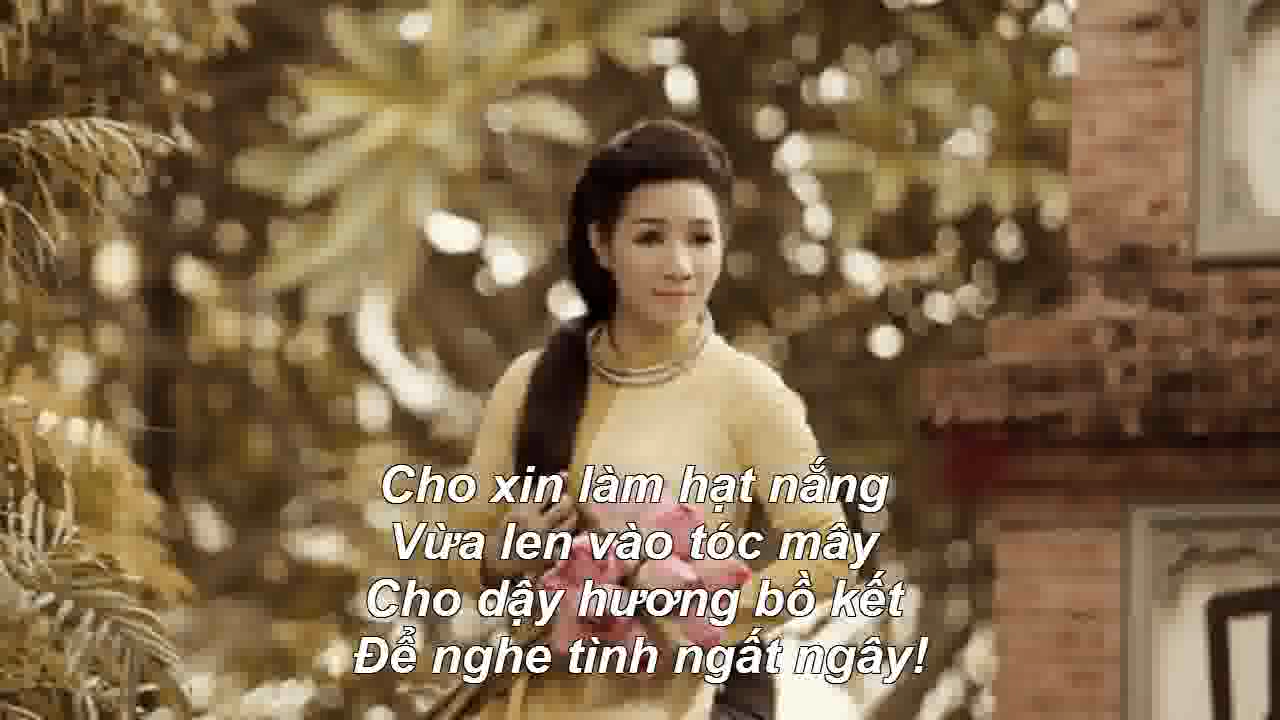 Cho xin làm hạt nắng
Vừa len vào tóc mây
Cho dậy hương bồ kết
Để nghe tình ngất ngây!